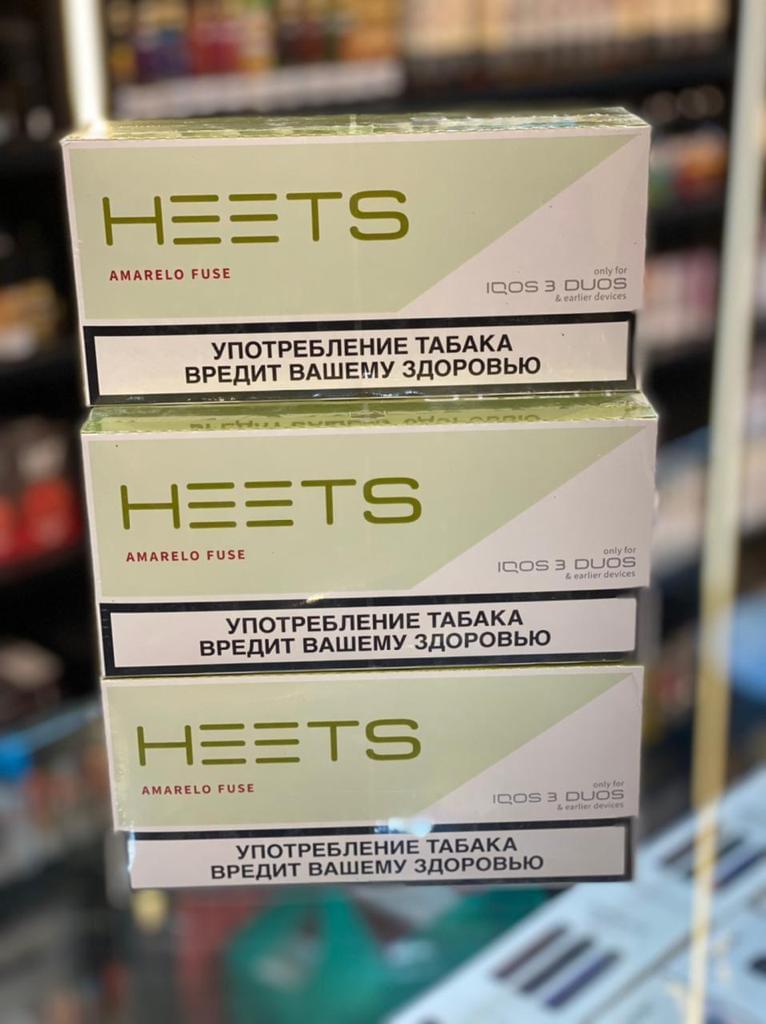 HEETS
AMARELO FUSE
only for
IQOS 3 DUOS
& earlier devices
УПОТРЕБЛЕНИЕ ТАБАКА
ВРЕДИТ ВАШЕМУ ЗДОРОВЬЮ
HEETS
AMARELO FUSE
only for
IQOS 3 DUOS
& earlier devices
УПОТРЕБЛЕНИЕ ТАБАКА
ВРЕДИТ ВАШЕМУ ЗДОРОВЬЮ
HEETS
AMARELO FUSE
only for
IQOS 3 DUOS
& earlier devices
УПОТРЕБЛЕНИЕ ТАБАКА
ВРЕДИТ ВАШЕМУ ЗДОРОВЬЮ